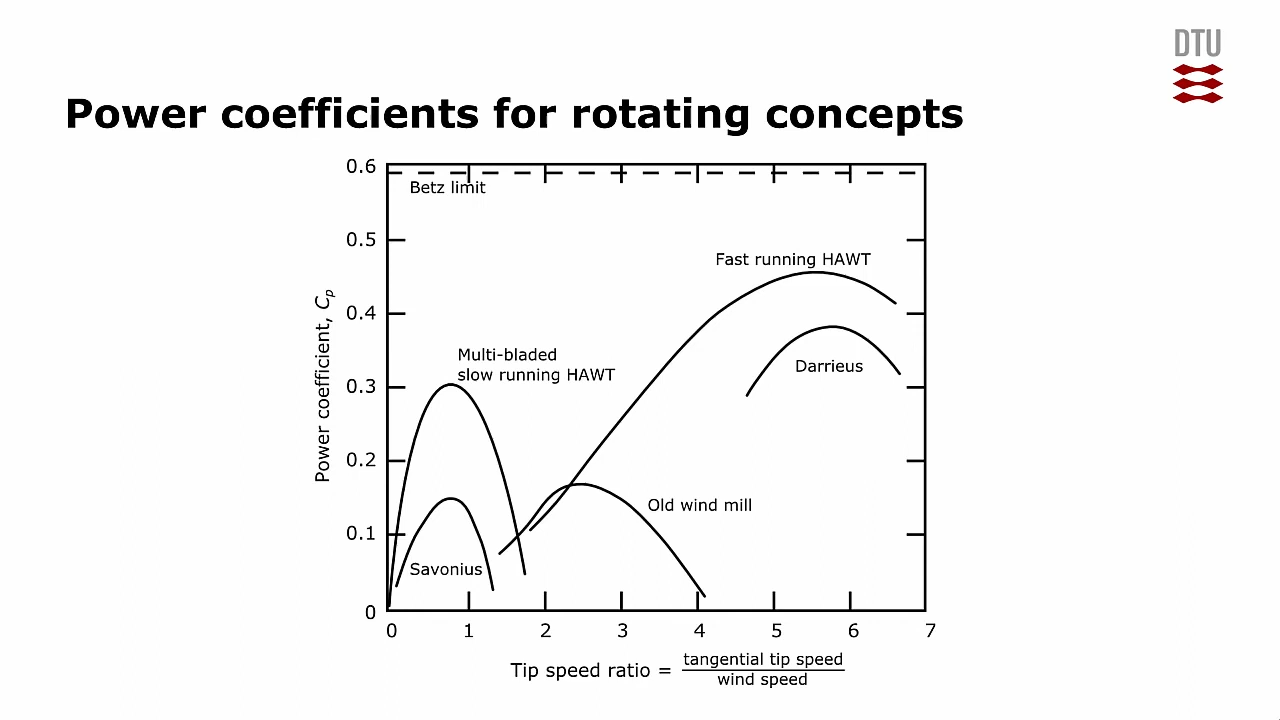 DTU
Power coefficients for rotating concepts
0.6
Betz limit
0.5
Fast running HAWT
0.4
Power coefficient, Cp
Multi-bladed
slow running HAWT
Darrieus
0.3
0.2
Old wind mill
0.1
Savonius
0
0 1 2 3 4 5 6 7
Tip speed ratio = tangential tip speed
wind speed